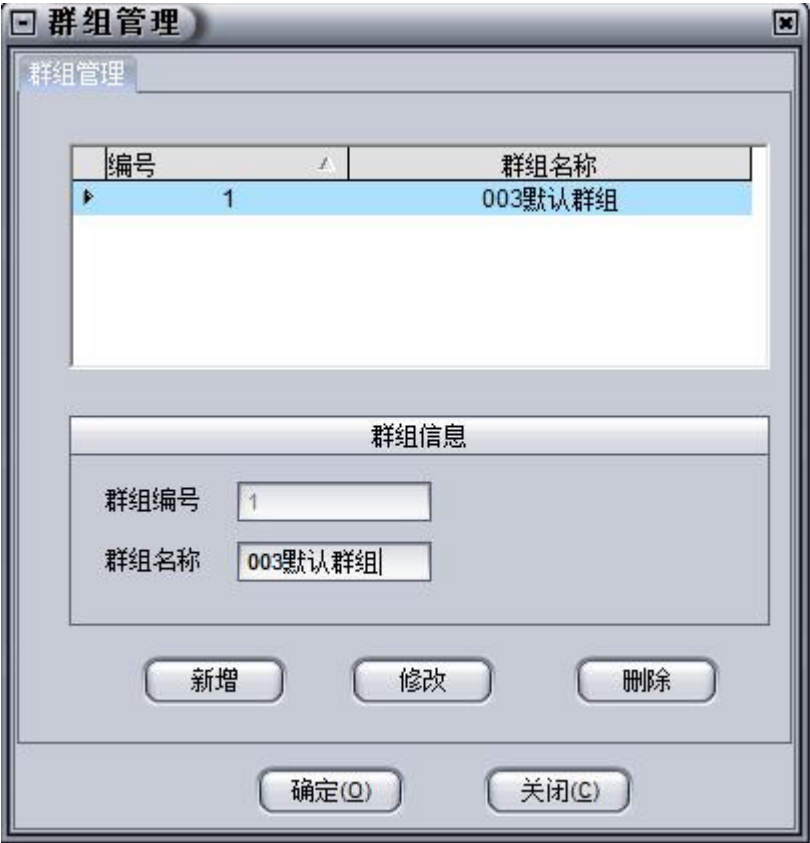 群组管理
群组管理
编号 群组名称
1 003默认群组
群组信息
群组编号 1
群组名称 003默认群组
新增 修改 删除
确定(O) 关闭(C)